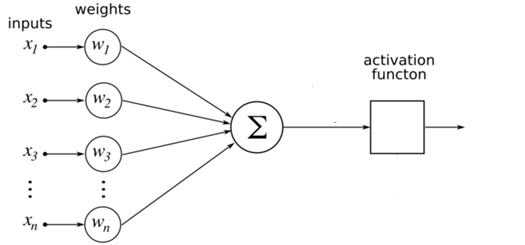 weights
inputs
x1
w1
activation
functon
x2
w2
Σ
x3
w3
⋮ ⋮
xn
wn